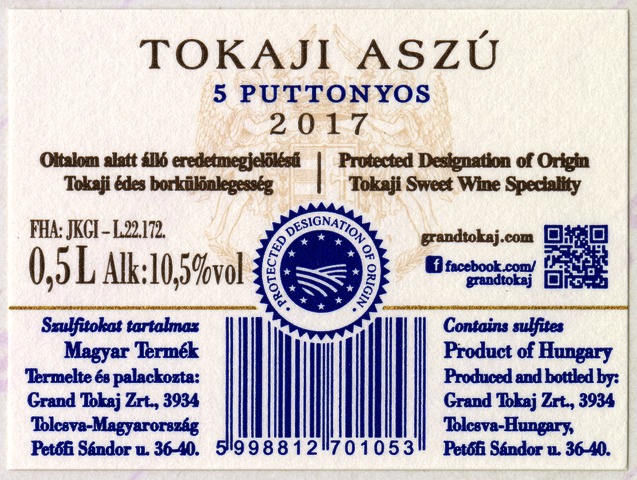 TOKAJI ASZÚ
5 PUTTONYOS
2017
Oltalom alatt álló eredetmegjelölésű
Tokaji édes borkülönlegesség
Protected Designation of Origin
Tokaji Sweet Wine Speciality
FHA: JKGI – L.22.172.
0,5 L Alk:10,5%vol
PROTECTED DESIGNATION OF ORIGIN
grandtokaj.com
facebook.com/
grandtokaj
Szulfitokat tartalmaz
Magyar Termék
Termelte és palackozta:
Grand Tokaj Zrt., 3934
Tolcsva-Magyarország
Petőfi Sándor u. 36-40.
5 998812 701053
Contains sulfites
Product of Hungary
Produced and bottled by:
Grand Tokaj Zrt., 3934
Tolcsva-Hungary,
Petőfi Sándor u. 36-40.